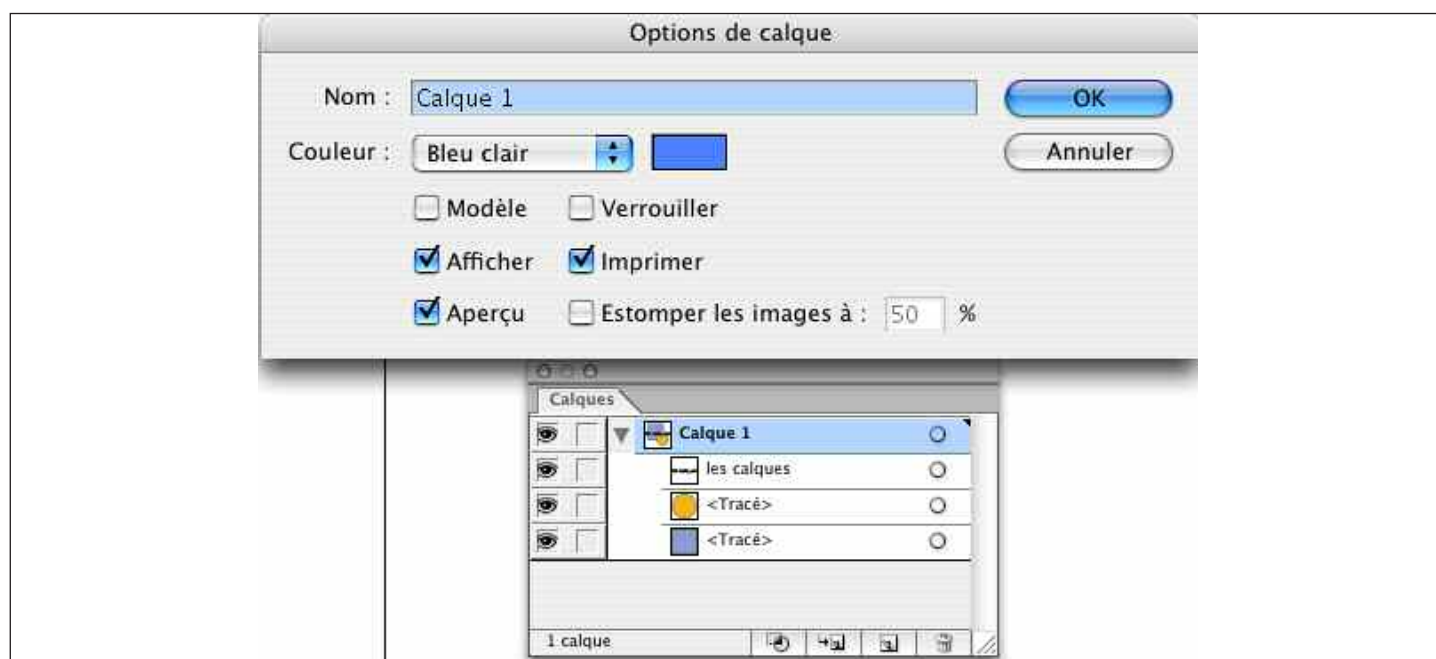 Options de calque
Nom : Calque 1 OK
Couleur : Bleu clair Annuler
Modèle Verrouiller
Afficher Imprimer
Aperçu Estomper les images à : 50 %
Calques
Calque 1
les calques
<Tracé>
<Tracé>
1 calque